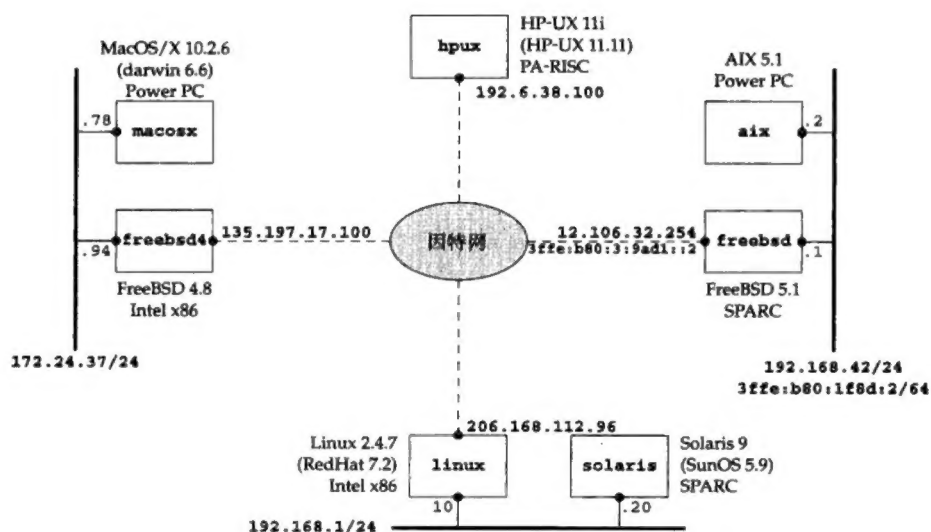 HP-UX 11i
(HP-UX 11.11)
PA-RISC
hpux
192.6.38.100
MacOS/X 10.2.6
(darwin 6.6)
Power PC
.78
macosx
AIX 5.1
Power PC
aix
.2
.94
freebsd4
135.197.17.100
FreeBSD 4.8
Intel x86
172.24.37/24
因特网
12.106.32.254
3ffe:b80:3:9ad1::2
freebsd
.1
FreeBSD 5.1
SPARC
192.168.42/24
3ffe:b80:1f8d:2/64
206.168.112.96
Linux 2.4.7
(RedHat 7.2)
Intel x86
linux
10
solaris
.20
Solaris 9
(SunOS 5.9)
SPARC
192.168.1/24